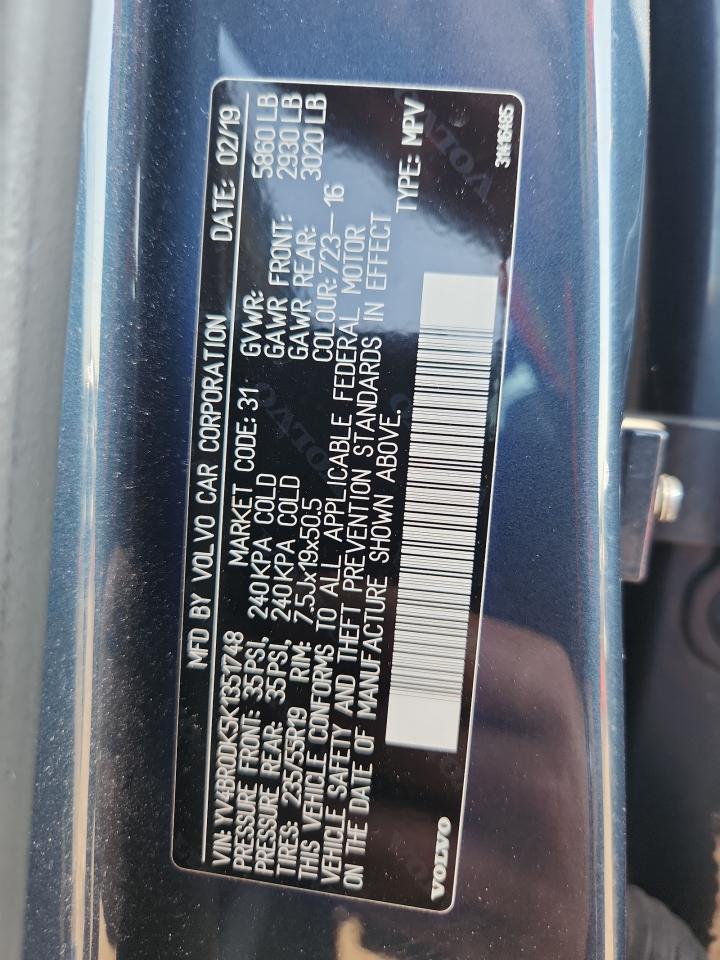 MFD BY VOLVO CAR CORPORATION DATE: 02/19
VIN: YV4BR0DK5K1351748 MARKET CODE: 31 GVWR: 5860 LB
PRESSURE FRONT: 35PSI, 240KPA COLD GAWR FRONT: 2930 LB
PRESSURE REAR: 35PSI, 240KPA COLD GAWR REAR: 3020 LB
TIRES: 235/55R19 RIM: 7.5Jx19x50.5 COLOUR: 723-16
THIS VEHICLE CONFORMS TO ALL APPLICABLE FEDERAL MOTOR
VEHICLE SAFETY AND THEFT PREVENTION STANDARDS IN EFFECT
ON THE DATE OF MANUFACTURE SHOWN ABOVE. TYPE: MPV
VOLVO 31416485